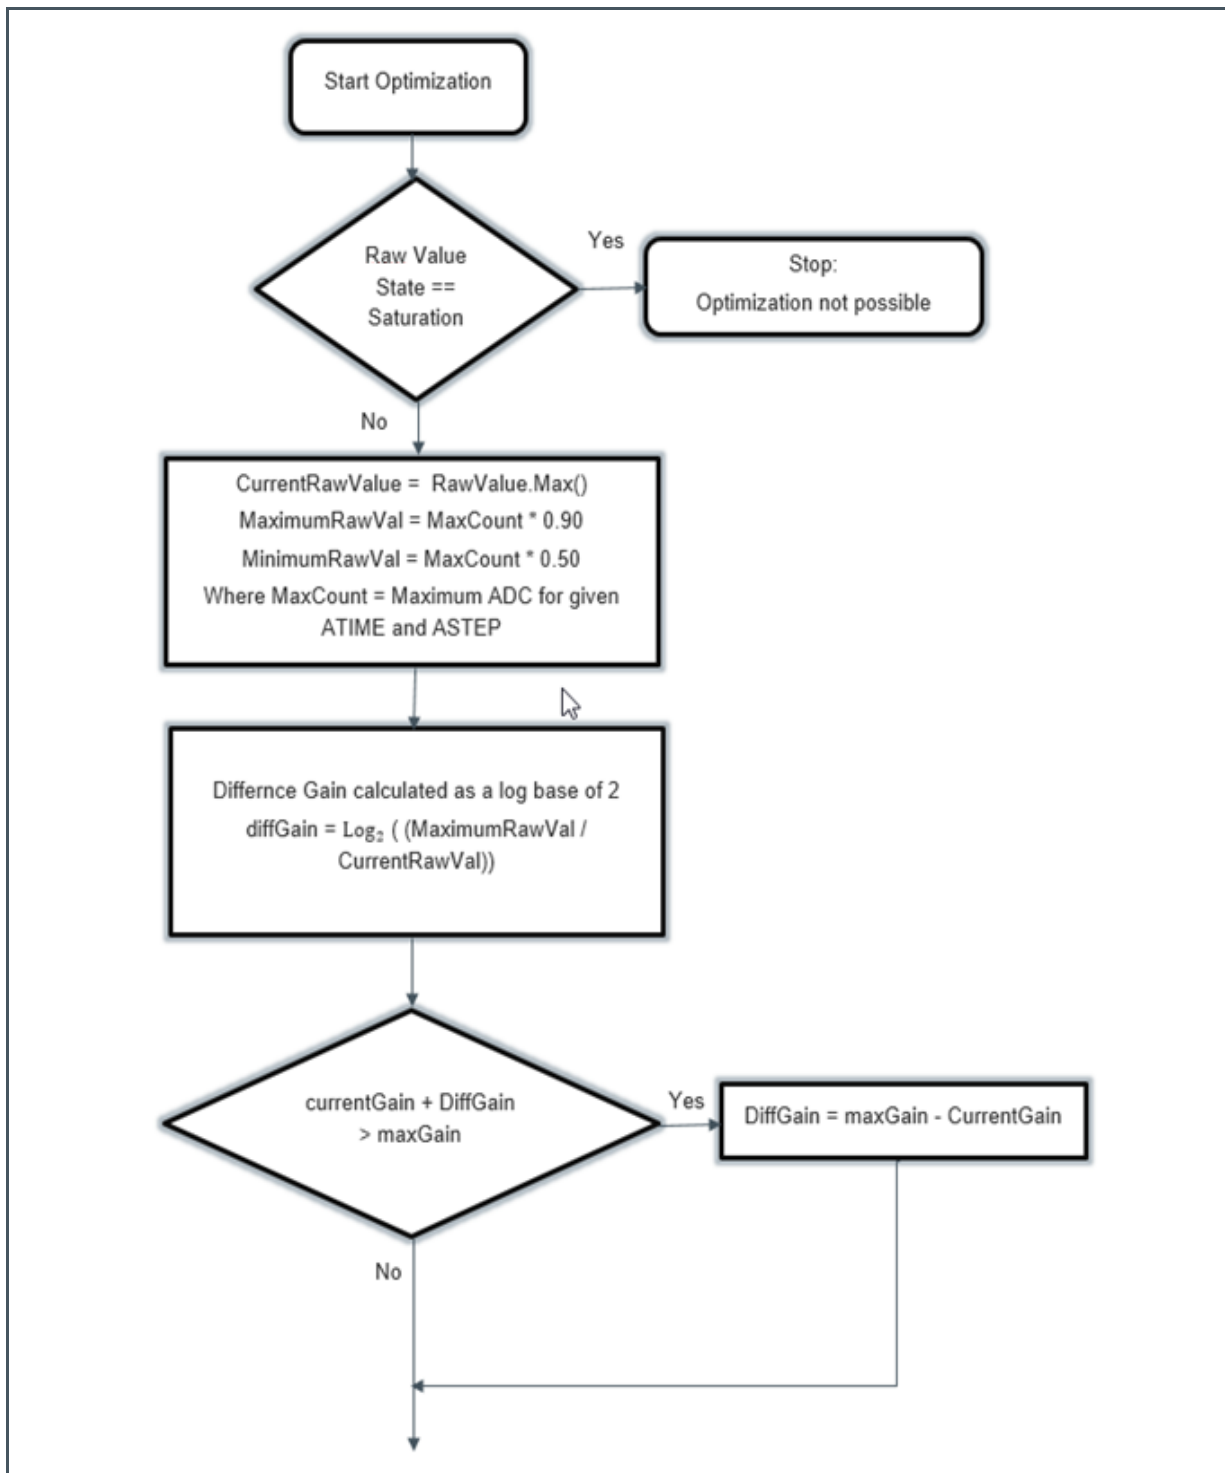 Start Optimization
Raw Value
State ==
Saturation
Yes
Stop:
Optimization not possible
No
CurrentRawValue = RawValue.Max()
MaximumRawVal = MaxCount * 0.90
MinimumRawVal = MaxCount * 0.50
Where MaxCount = Maximum ADC for given
ATIME and ASTEP
Differnce Gain calculated as a log base of 2
diffGain = Log₂ ( (MaximumRawVal /
CurrentRawVal))
currentGain + DiffGain
> maxGain
Yes
DiffGain = maxGain - CurrentGain
No